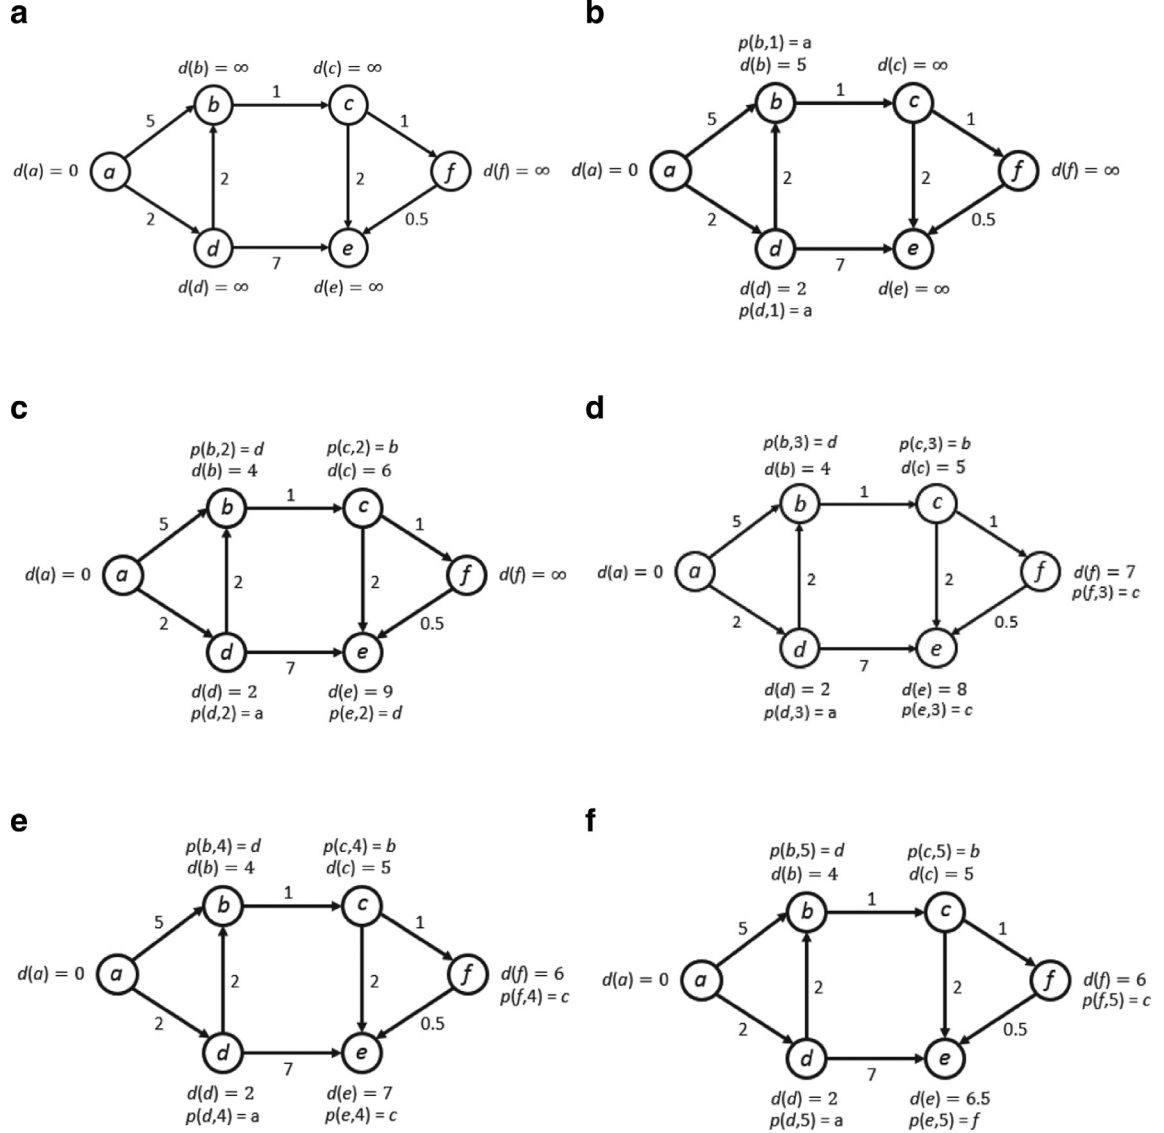 a
d(b) = ∞ d(c) = ∞
b 1 c
5 1
d(a) = 0 a 2 2 f d(f) = ∞
2 0.5
d e
7
d(d) = ∞ d(e) = ∞
b
p(b,1) = a
d(b) = 5 d(c) = ∞
b 1 c
5 1
d(a) = 0 a 2 2 f d(f) = ∞
2 0.5
d e
7
d(d) = 2 d(e) = ∞
p(d,1) = a
c
p(b,2) = d p(c,2) = b
d(b) = 4 d(c) = 6
b 1 c
5 1
d(a) = 0 a 2 2 f d(f) = ∞
2 0.5
d e
7
d(d) = 2 d(e) = 9
p(d,2) = a p(e,2) = d
d
p(b,3) = d p(c,3) = b
d(b) = 4 d(c) = 5
b 1 c
5 1
d(a) = 0 a 2 2 f d(f) = 7
p(f,3) = c
2 0.5
d e
7
d(d) = 2 d(e) = 8
p(d,3) = a p(e,3) = c
e
p(b,4) = d p(c,4) = b
d(b) = 4 d(c) = 5
b 1 c
5 1
d(a) = 0 a 2 2 f d(f) = 6
p(f,4) = c
2 0.5
d e
7
d(d) = 2 d(e) = 7
p(d,4) = a p(e,4) = c
f
p(b,5) = d p(c,5) = b
d(b) = 4 d(c) = 5
b 1 c
5 1
d(a) = 0 a 2 2 f d(f) = 6
p(f,5) = c
2 0.5
d e
7
d(d) = 2 d(e) = 6.5
p(d,5) = a p(e,5) = f